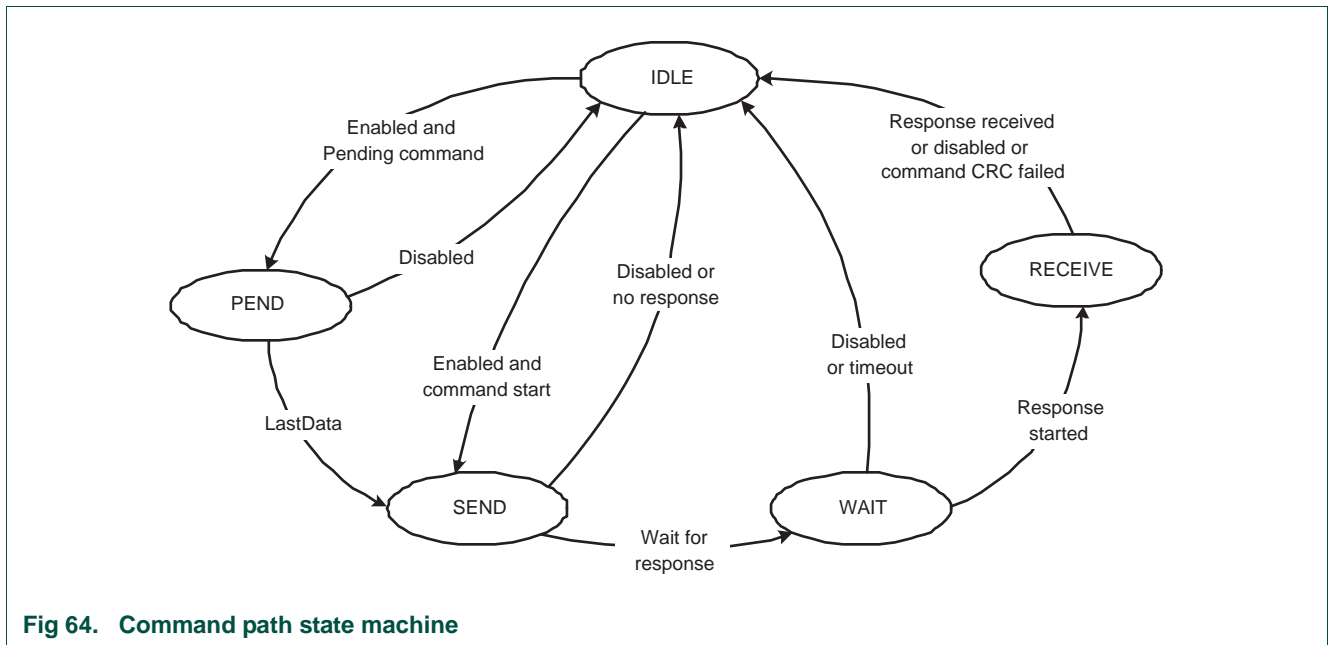 IDLE
Enabled and
Pending command
Response received
or disabled or
command CRC failed
Disabled
Disabled or
no response
RECEIVE
PEND
Enabled and
command start
Disabled
or timeout
LastData
Response
started
SEND
WAIT
Wait for
response
Fig 64. Command path state machine